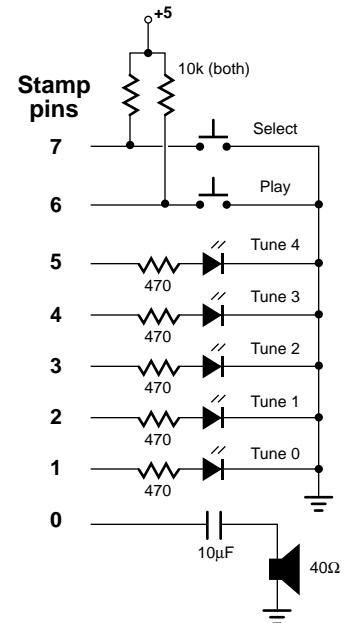 +5
10k (both)
Stamp
pins
7
Select
6
Play
5
470
Tune 4
4
470
Tune 3
3
470
Tune 2
2
470
Tune 1
1
470
Tune 0
0
10µF
40Ω